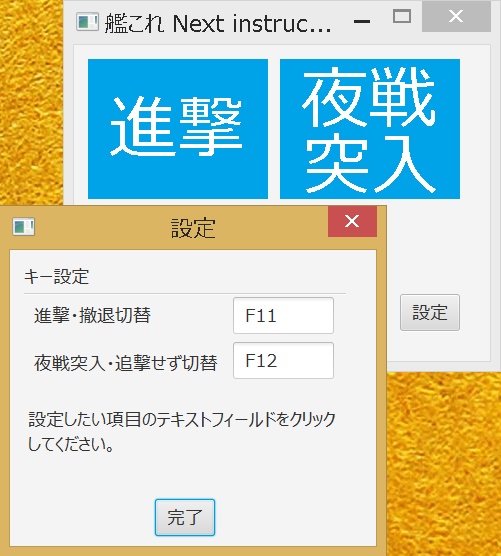 艦これ Next instruc...
進撃
夜戦
突入
設定
設定
キー設定
進撃・撤退切替
F11
夜戦突入・追撃せず切替
F12
設定したい項目のテキストフィールドをクリック
してください。
完了